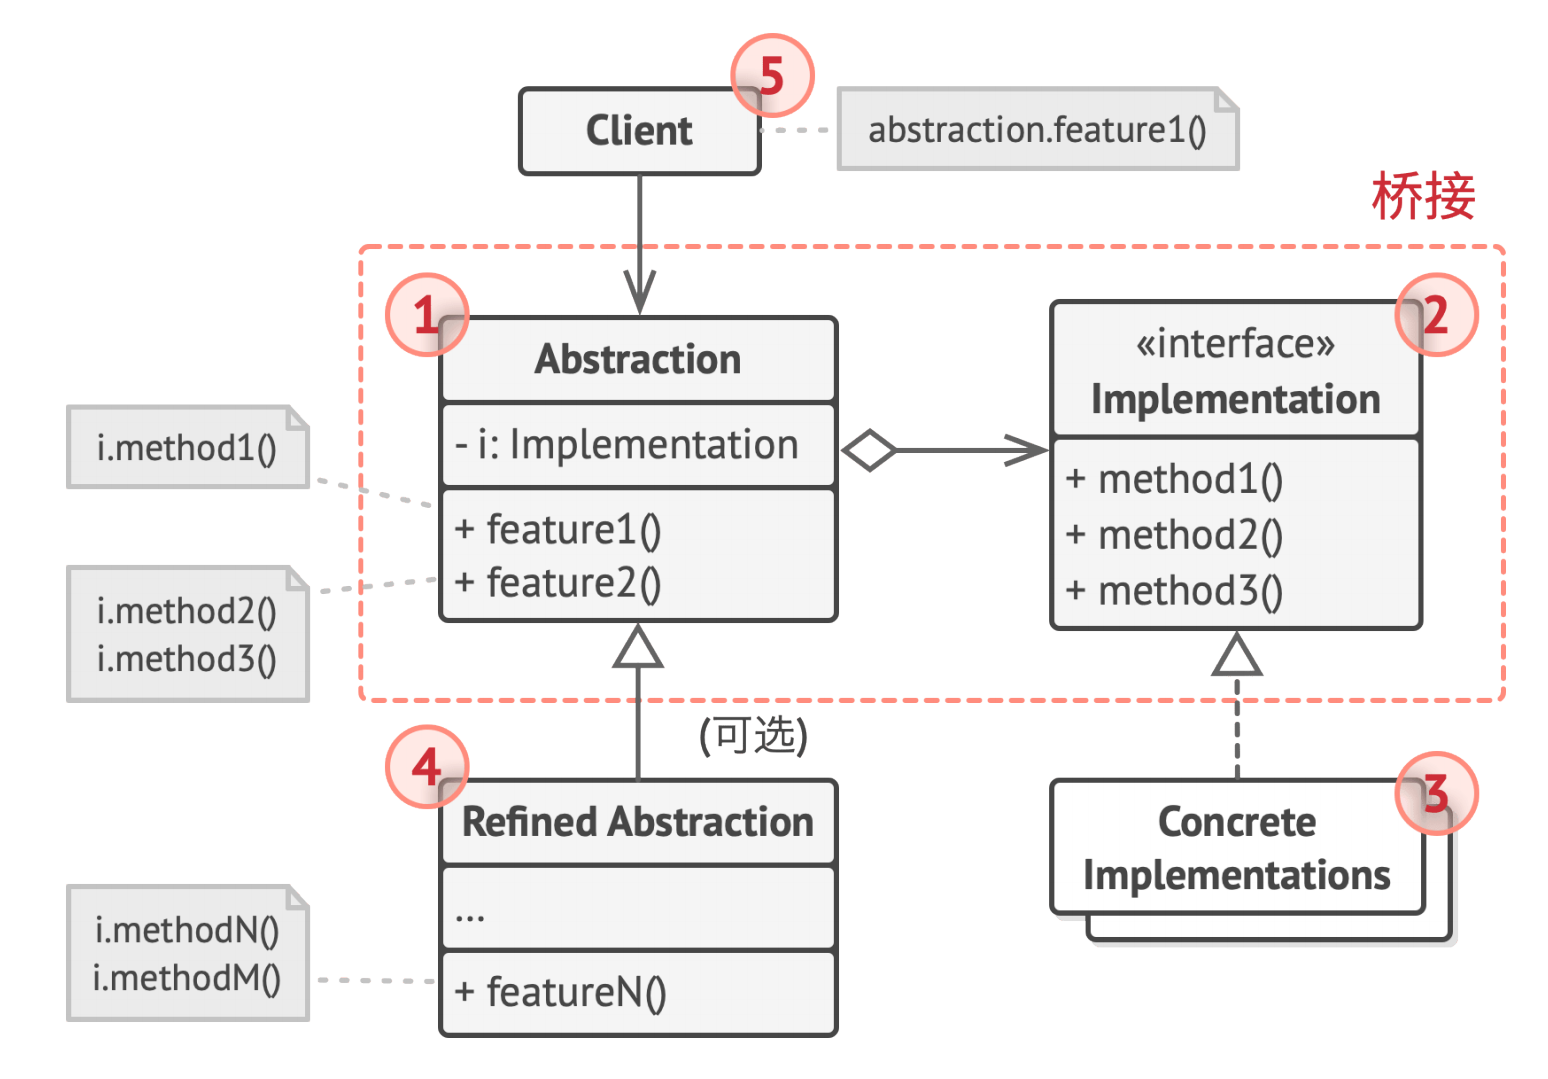 5
Client
abstraction.feature1()
桥接
1
Abstraction
- i: Implementation
+ feature1()
+ feature2()
2
«interface»
Implementation
+ method1()
+ method2()
+ method3()
i.method1()
i.method2()
i.method3()
(可选)
4
Refined Abstraction
...
+ featureN()
3
Concrete
Implementations
i.methodN()
i.methodM()